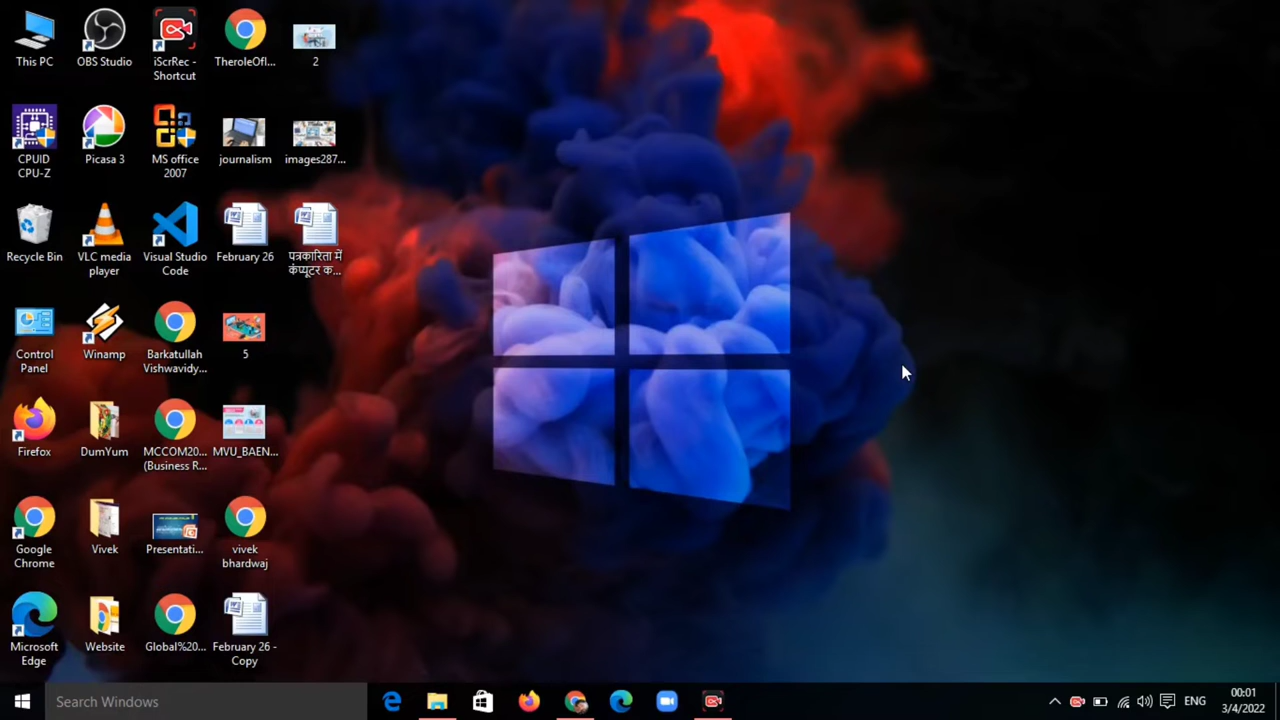 This PC
OBS Studio
iScrRec -
Shortcut
TheroleOfI...
2
CPUID
CPU-Z
Picasa 3
MS office
2007
journalism
images287...
Recycle Bin
VLC media
player
Visual Studio
Code
February 26
पत्रकारिता में
कंप्यूटर क...
Control
Panel
Winamp
Barkatullah
Vishwavidy...
5
Firefox
DumYum
MCCOM20...
(Business R...
MVU_BAEN...
Google
Chrome
Vivek
Presentati...
vivek
bhardwaj
Microsoft
Edge
Website
Global%20...
February 26 -
Copy
Search Windows
ENG
00:01
3/4/2022